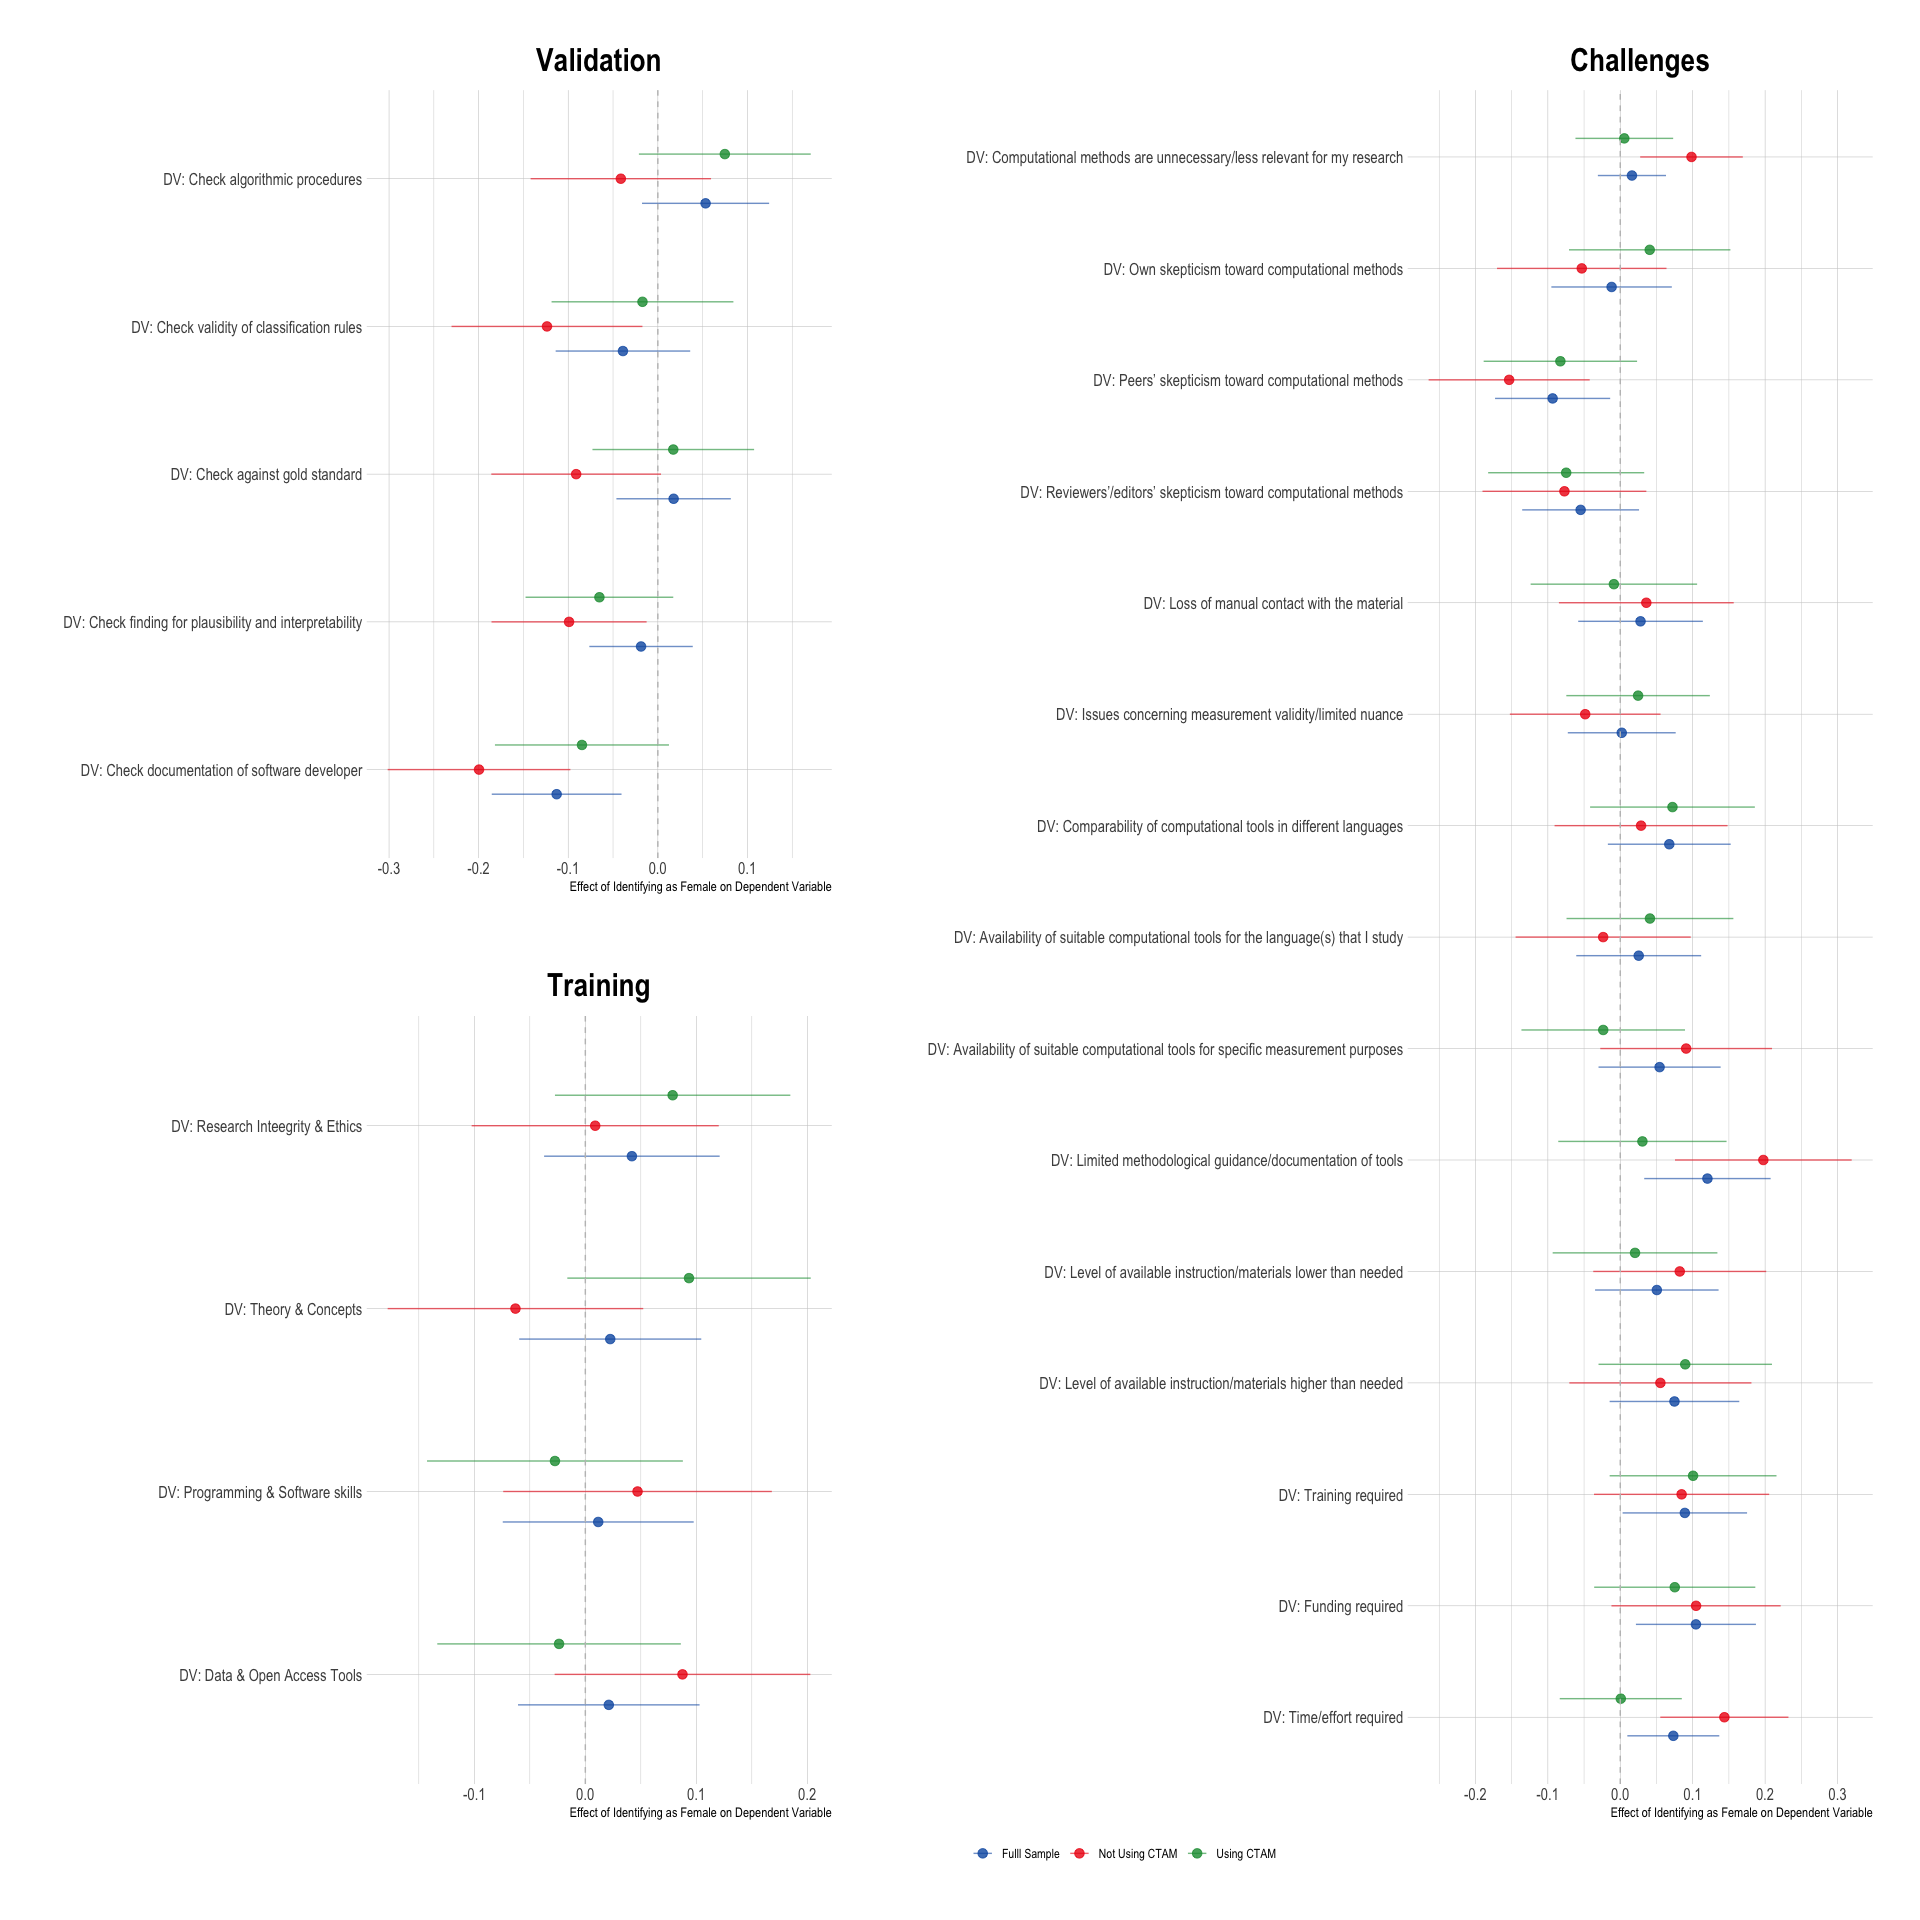 Validation
DV: Check algorithmic procedures
DV: Check validity of classification rules
DV: Check against gold standard
DV: Check finding for plausibility and interpretability
DV: Check documentation of software developer
-0.3 -0.2 -0.1 0.0 0.1
Effect of Identifying as Female on Dependent Variable
Training
DV: Research Inteegrity & Ethics
DV: Theory & Concepts
DV: Programming & Software skills
DV: Data & Open Access Tools
-0.1 0.0 0.1 0.2
Effect of Identifying as Female on Dependent Variable
Challenges
DV: Computational methods are unnecessary/less relevant for my research
DV: Own skepticism toward computational methods
DV: Peers’ skepticism toward computational methods
DV: Reviewers’/editors’ skepticism toward computational methods
DV: Loss of manual contact with the material
DV: Issues concerning measurement validity/limited nuance
DV: Comparability of computational tools in different languages
DV: Availability of suitable computational tools for the language(s) that I study
DV: Availability of suitable computational tools for specific measurement purposes
DV: Limited methodological guidance/documentation of tools
DV: Level of available instruction/materials lower than needed
DV: Level of available instruction/materials higher than needed
DV: Training required
DV: Funding required
DV: Time/effort required
-0.2 -0.1 0.0 0.1 0.2 0.3
Effect of Identifying as Female on Dependent Variable
Fulll Sample Not Using CTAM Using CTAM